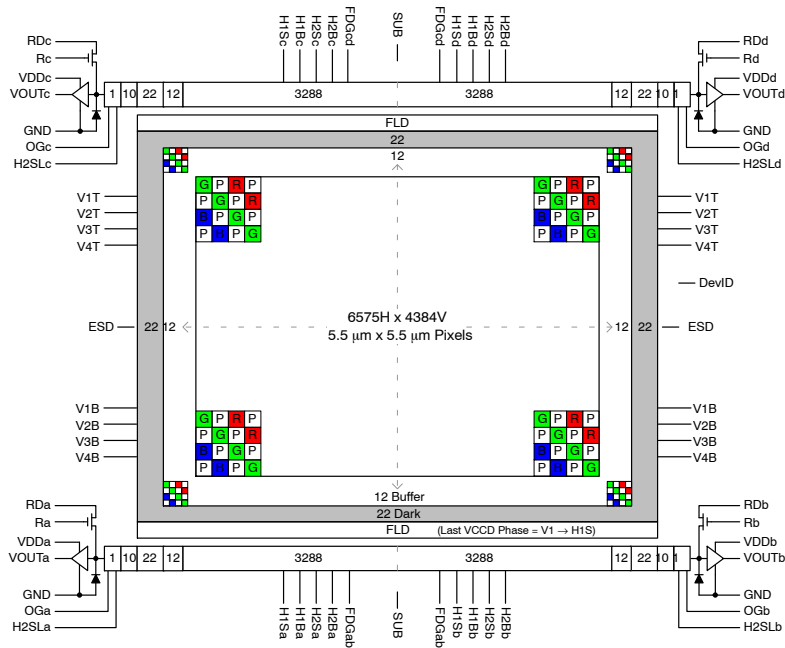 H1Sc
H1Bc
H2Sc
H2Bc
FDGcd
SUB
FDGcd
H1Sd
H1Bd
H2Sd
H2Bd
RDc
Rc
VDDc
VOUTc
GND
OGc
H2SLc
1 10 22 12 3288 3288 12 22 10 1
RDd
Rd
VDDd
VOUTd
GND
OGd
H2SLd
FLD
22
12
G P R P
P G P R
B P G P
P B P G
G P R P
P G P R
B P G P
P B P G
V1T
V2T
V3T
V4T
V1T
V2T
V3T
V4T
DevID
ESD
22 12
6575H x 4384V
5.5 μm x 5.5 μm Pixels
12 22
ESD
V1B
V2B
V3B
V4B
V1B
V2B
V3B
V4B
G P R P
P G P R
B P G P
P B P G
G P R P
P G P R
B P G P
P B P G
12 Buffer
22 Dark
FLD (Last VCCD Phase = V1 → H1S)
RDa
Ra
VDDa
VOUTa
GND
OGa
H2SLa
1 10 22 12 3288 3288 12 22 10 1
RDb
Rb
VDDb
VOUTb
GND
OGb
H2SLb
H1Sa
H1Ba
H2Sa
H2Ba
FDGab
SUB
FDGab
H1Sb
H1Bb
H2Sb
H2Bb